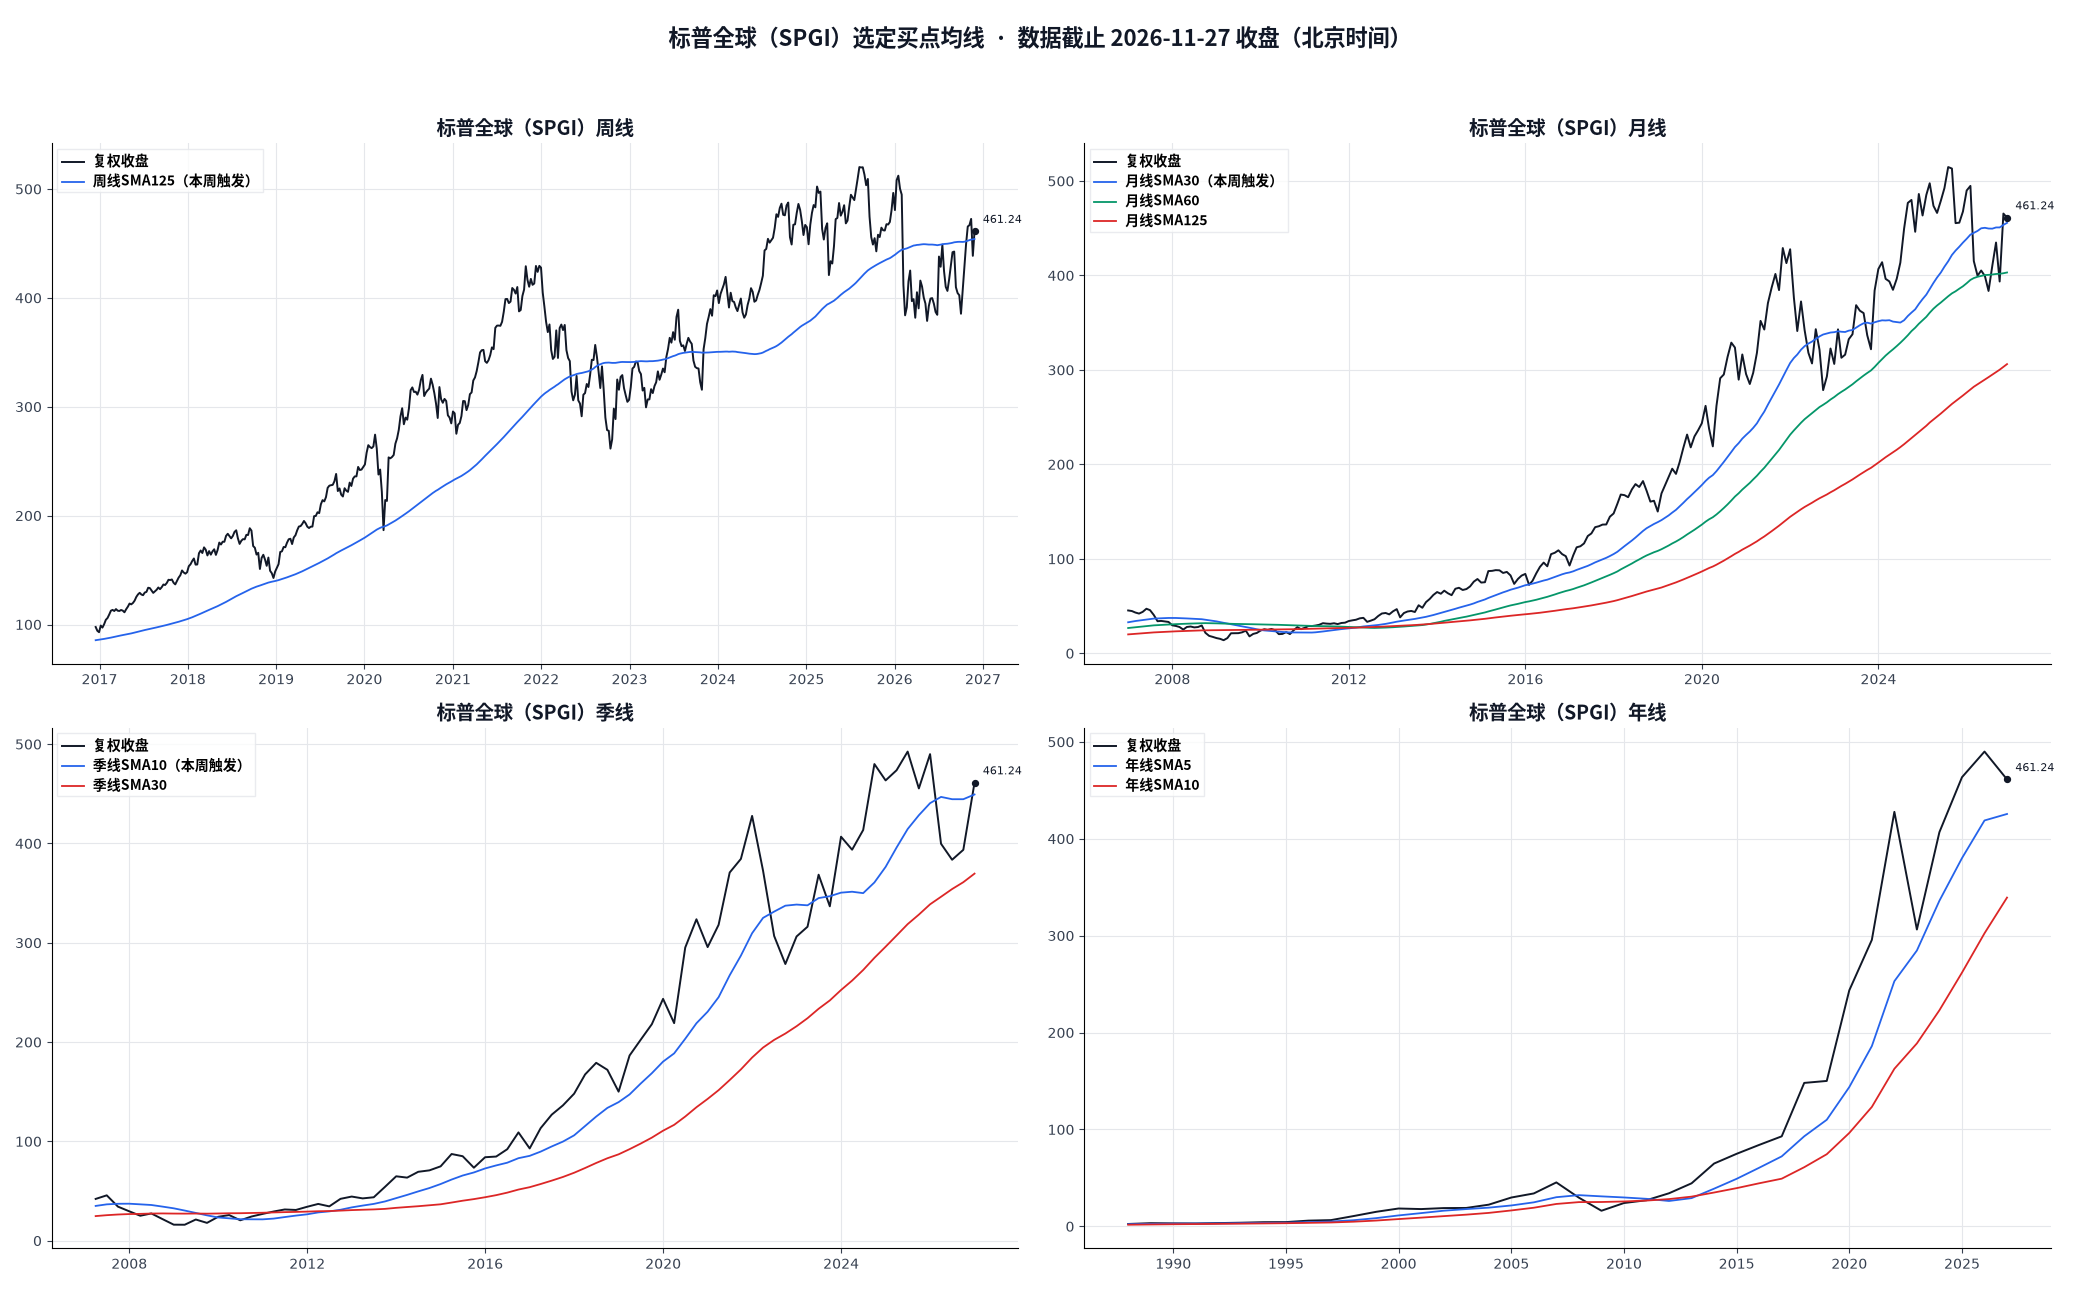 标普全球（SPGI）选定买点均线 · 数据截止 2026-11-27 收盘（北京时间）
标普全球（SPGI）周线
复权收盘
周线SMA125（本周触发）
461.24
500
400
300
200
100
2017 2018 2019 2020 2021 2022 2023 2024 2025 2026 2027
标普全球（SPGI）月线
复权收盘
月线SMA30（本周触发）
月线SMA60
月线SMA125
461.24
500
400
300
200
100
0
2008 2012 2016 2020 2024
标普全球（SPGI）季线
复权收盘
季线SMA10（本周触发）
季线SMA30
461.24
500
400
300
200
100
0
2008 2012 2016 2020 2024
标普全球（SPGI）年线
复权收盘
年线SMA5
年线SMA10
461.24
500
400
300
200
100
0
1990 1995 2000 2005 2010 2015 2020 2025